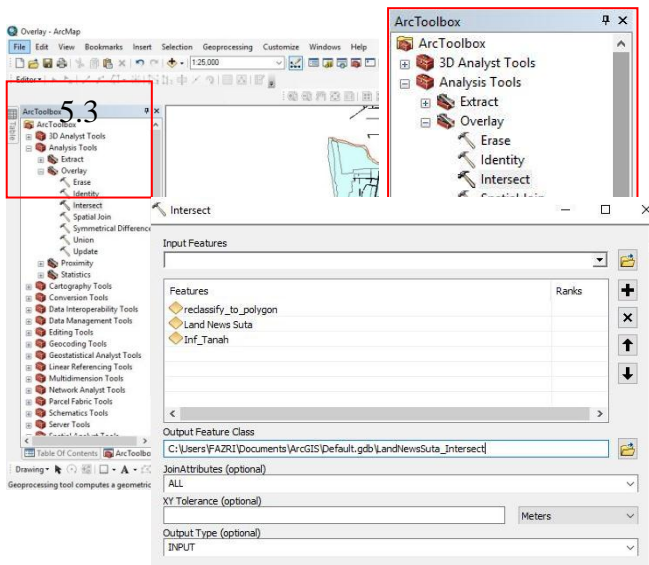 Overlay - ArcMap
File Edit View Bookmarks Insert Selection Geoprocessing Customize Windows Help
1:25,000
Editor
5.3
Table
ArcToolbox
ArcToolbox
3D Analyst Tools
Analysis Tools
Extract
Overlay
Erase
Identity
Intersect
Spatial Join
Symmetrical Difference
Union
Update
Proximity
Statistics
Cartography Tools
Conversion Tools
Data Interoperability Tools
Data Management Tools
Editing Tools
Geocoding Tools
Geostatistical Analyst Tools
Linear Referencing Tools
Multidimension Tools
Network Analyst Tools
Parcel Fabric Tools
Schematics Tools
Server Tools
Table Of Contents ArcToolbo
Drawing
Geoprocessing tool computes a geometric
ArcToolbox
ArcToolbox
3D Analyst Tools
Analysis Tools
Extract
Overlay
Erase
Identity
Intersect
Spatial Join
Intersect
Input Features
Features Ranks
reclassify_to_polygon
Land News Suta
Inf_Tanah
Output Feature Class
C:\Users\FAZRI\Documents\ArcGIS\Default.gdb\LandNewsSuta_Intersect
JoinAttributes (optional)
ALL
XY Tolerance (optional)
Meters
Output Type (optional)
INPUT